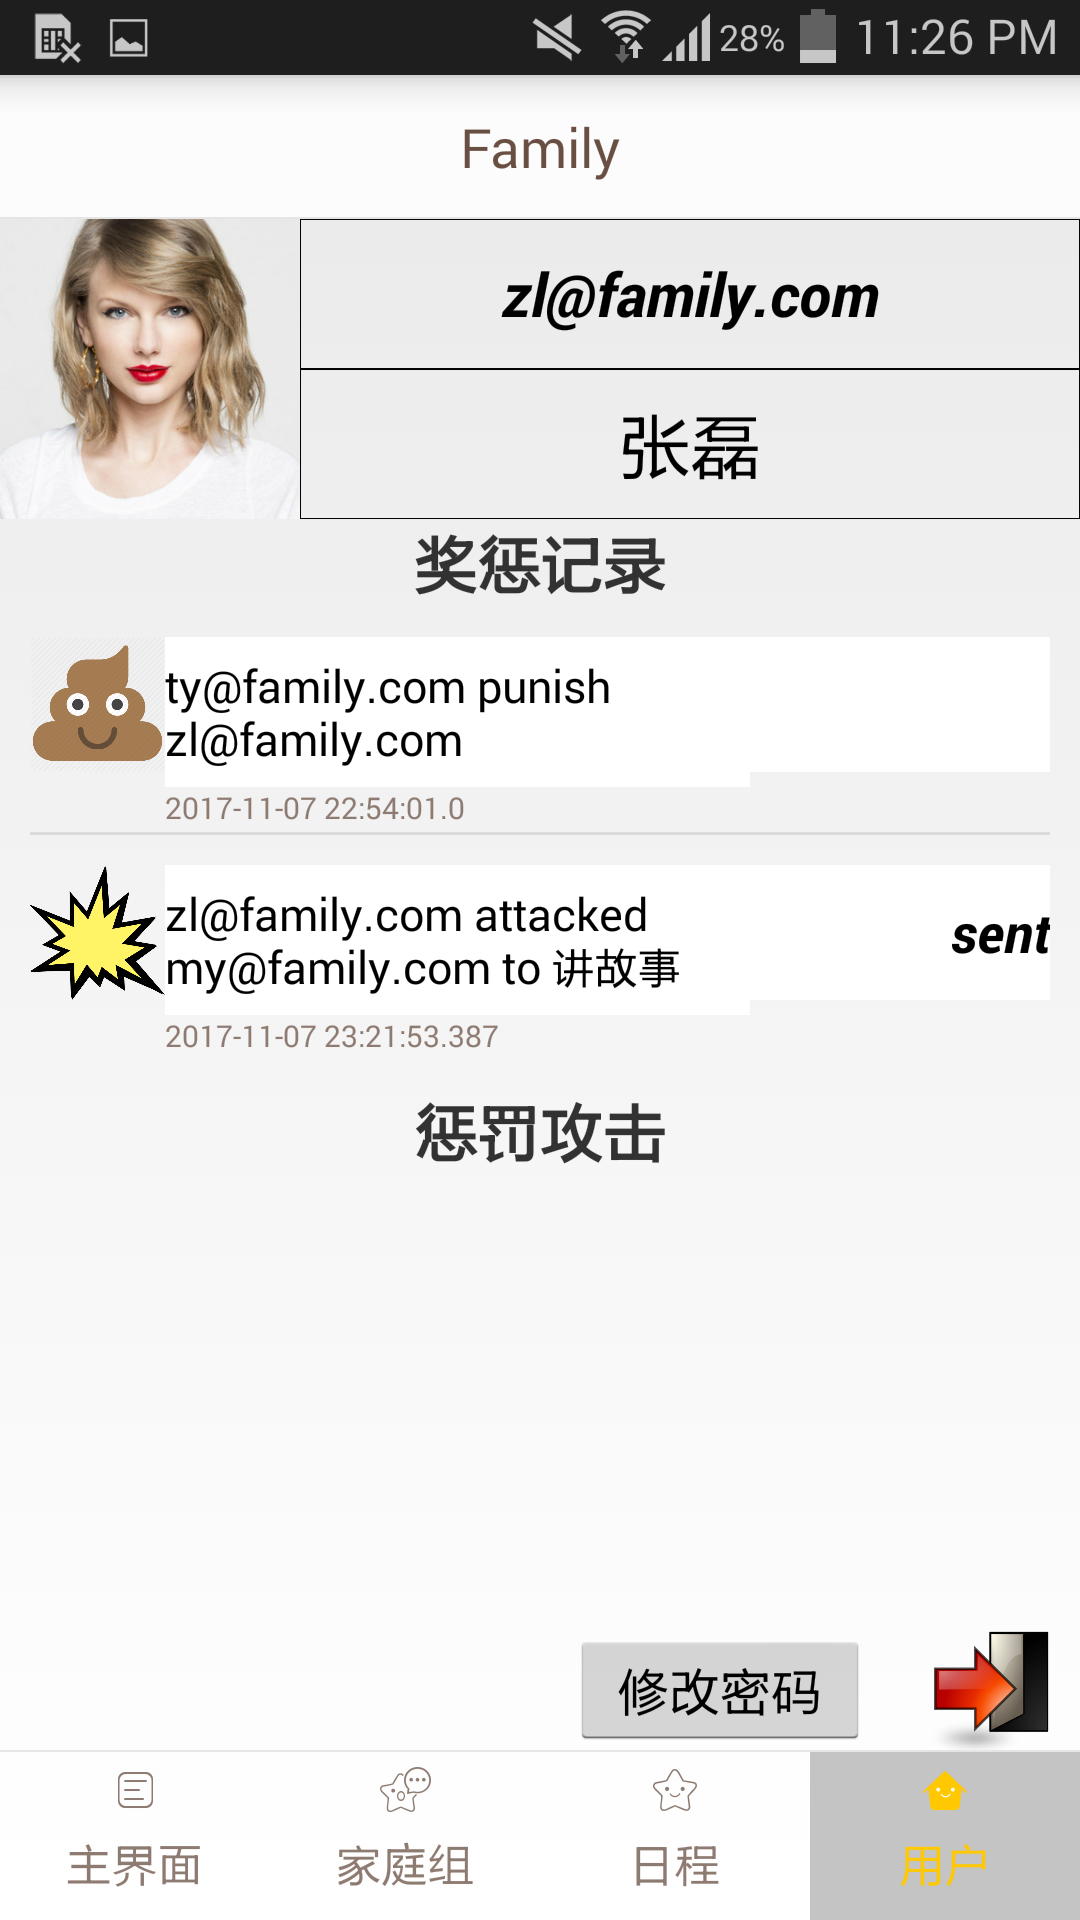 28% 11:26 PM
Family
zl@family.com
张磊
奖惩记录
ty@family.com punish
zl@family.com
2017-11-07 22:54:01.0
zl@family.com attacked
my@family.com to 讲故事
sent
2017-11-07 23:21:53.387
惩罚攻击
修改密码
主界面 家庭组 日程 用户